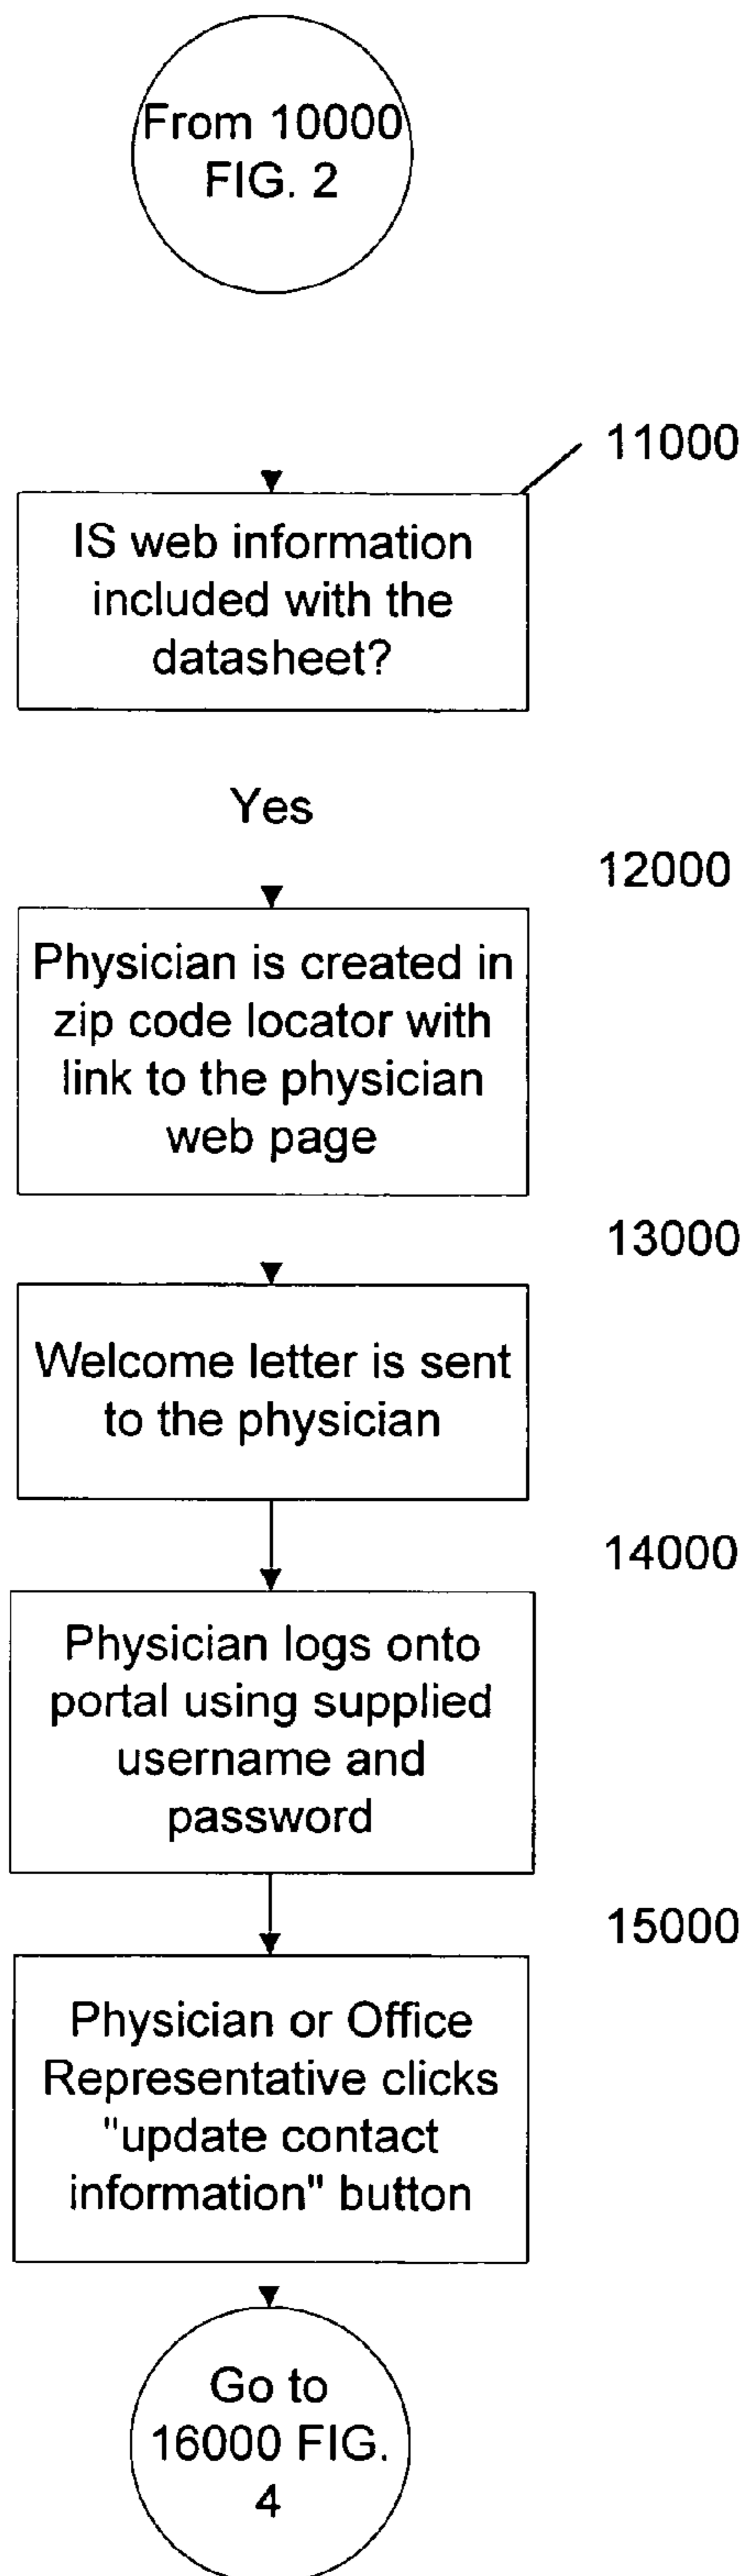 From 10000
FIG. 2
11000
IS web information
included with the
datasheet?
Yes
12000
Physician is created in
zip code locator with
link to the physician
web page
13000
Welcome letter is sent
to the physician
14000
Physician logs onto
portal using supplied
username and
password
15000
Physician or Office
Representative clicks
"update contact
information" button
Go to
16000 FIG.
4